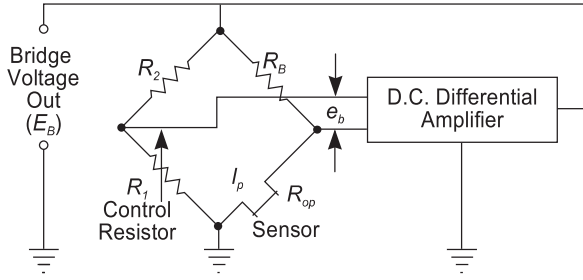 Bridge
Voltage
Out
(E_B)
R_2
R_B
e_b
D.C. Differential
Amplifier
R_1
Control
Resistor
I_p
R_op
Sensor